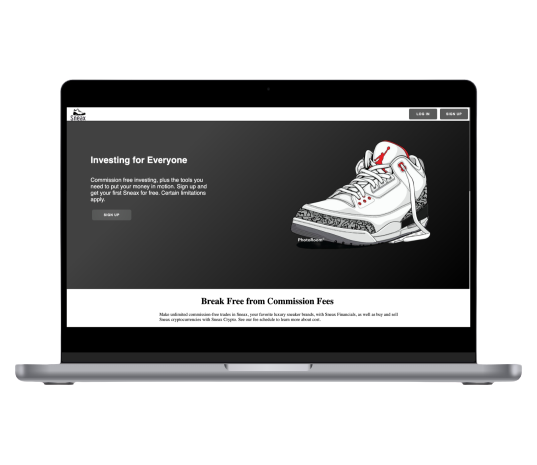 Sneax
LOG IN
SIGN UP
Investing for Everyone
Commission free investing, plus the tools you
need to put your money in motion. Sign up and
get your first Sneax for free. Certain limitations
apply.
SIGN UP
PhotoRoom
Break Free from Commission Fees
Make unlimited commission-free trades in Sneax, your favorite luxury sneaker brands, with Sneax Financials, as well as buy and sell
Sneax cryptocurrencies with Sneax Crypto. See our fee schedule to learn more about cost.